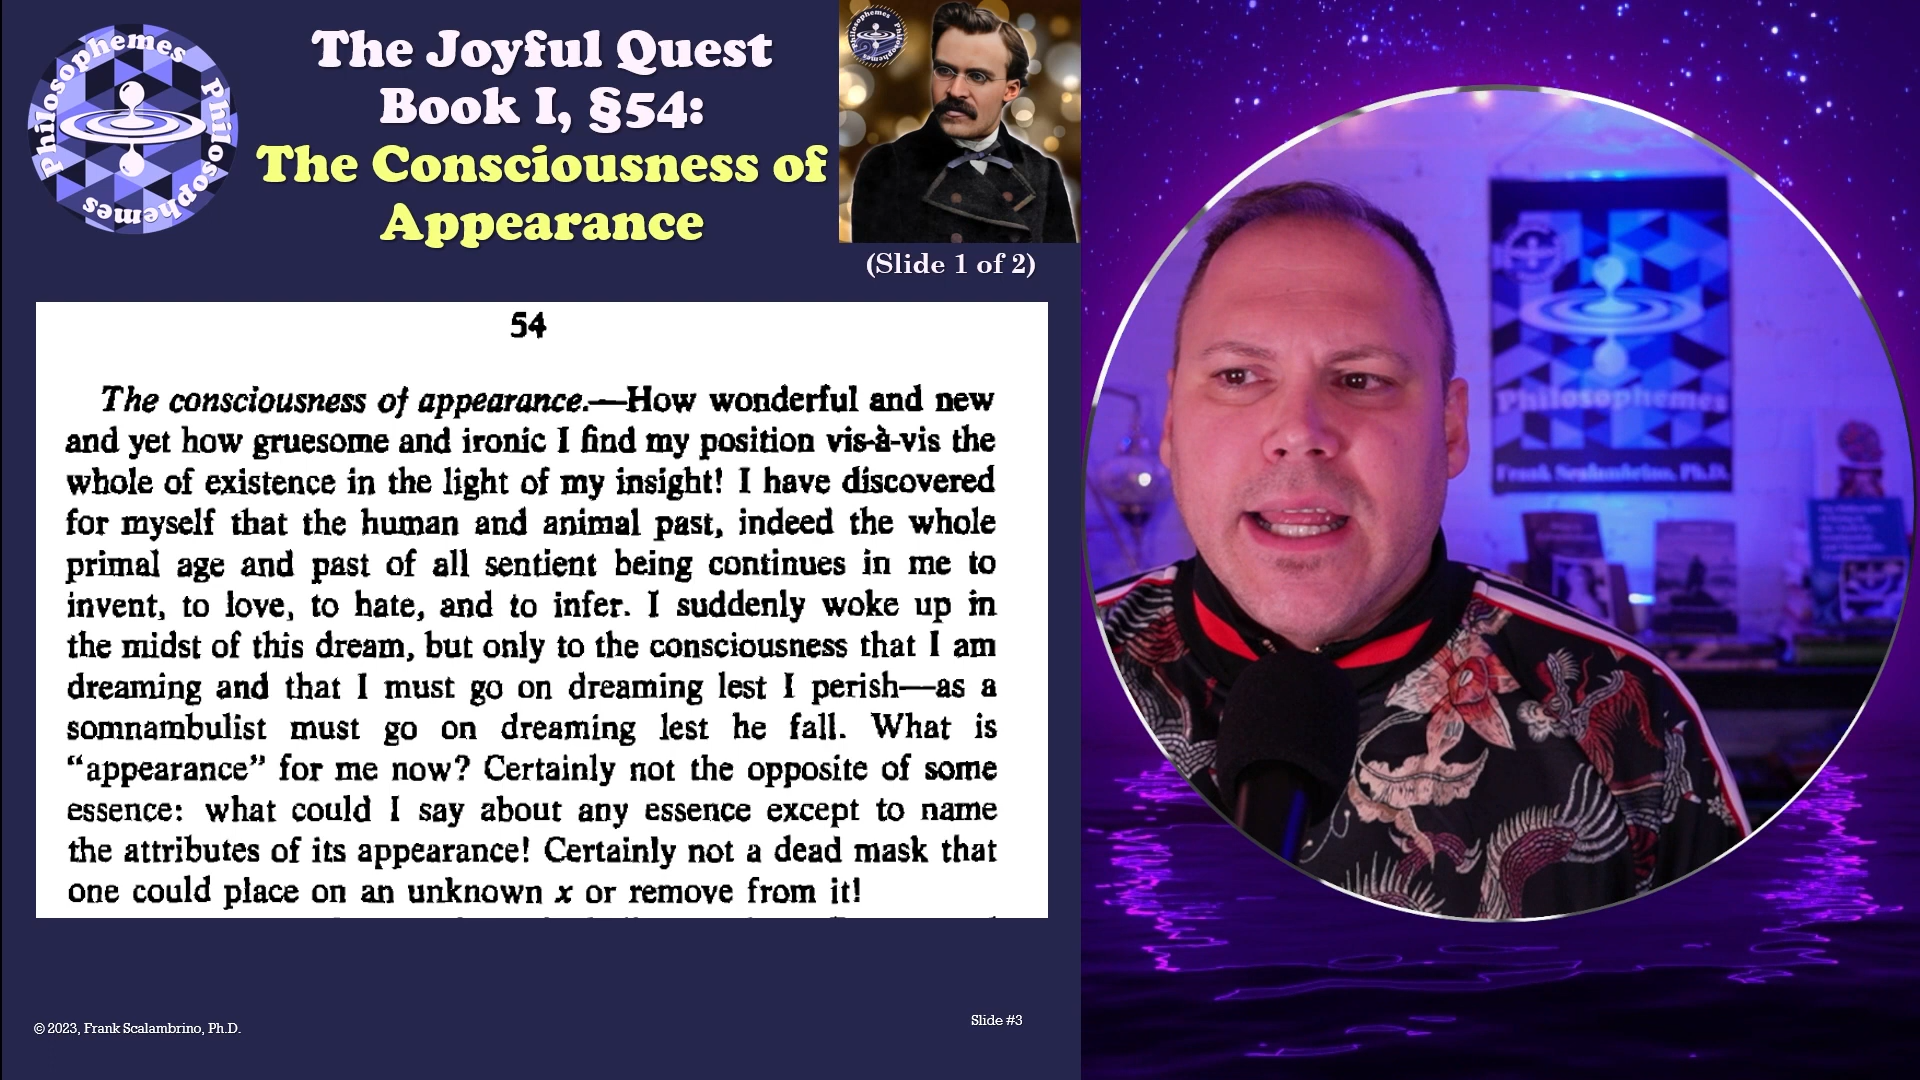 Philosophemes Philosophemes
The Joyful Quest
Book I, §54:
The Consciousness of
Appearance
Philosophemes Philosophemes
(Slide 1 of 2)
54
The consciousness of appearance.—How wonderful and new
and yet how gruesome and ironic I find my position vis-à-vis the
whole of existence in the light of my insight! I have discovered
for myself that the human and animal past, indeed the whole
primal age and past of all sentient being continues in me to
invent, to love, to hate, and to infer. I suddenly woke up in
the midst of this dream, but only to the consciousness that I am
dreaming and that I must go on dreaming lest I perish—as a
somnambulist must go on dreaming lest he fall. What is
“appearance” for me now? Certainly not the opposite of some
essence: what could I say about any essence except to name
the attributes of its appearance! Certainly not a dead mask that
one could place on an unknown x or remove from it!
© 2023, Frank Scalambrino, Ph.D.
Slide #3
Philosophemes
Frank Scalambrino, Ph.D.